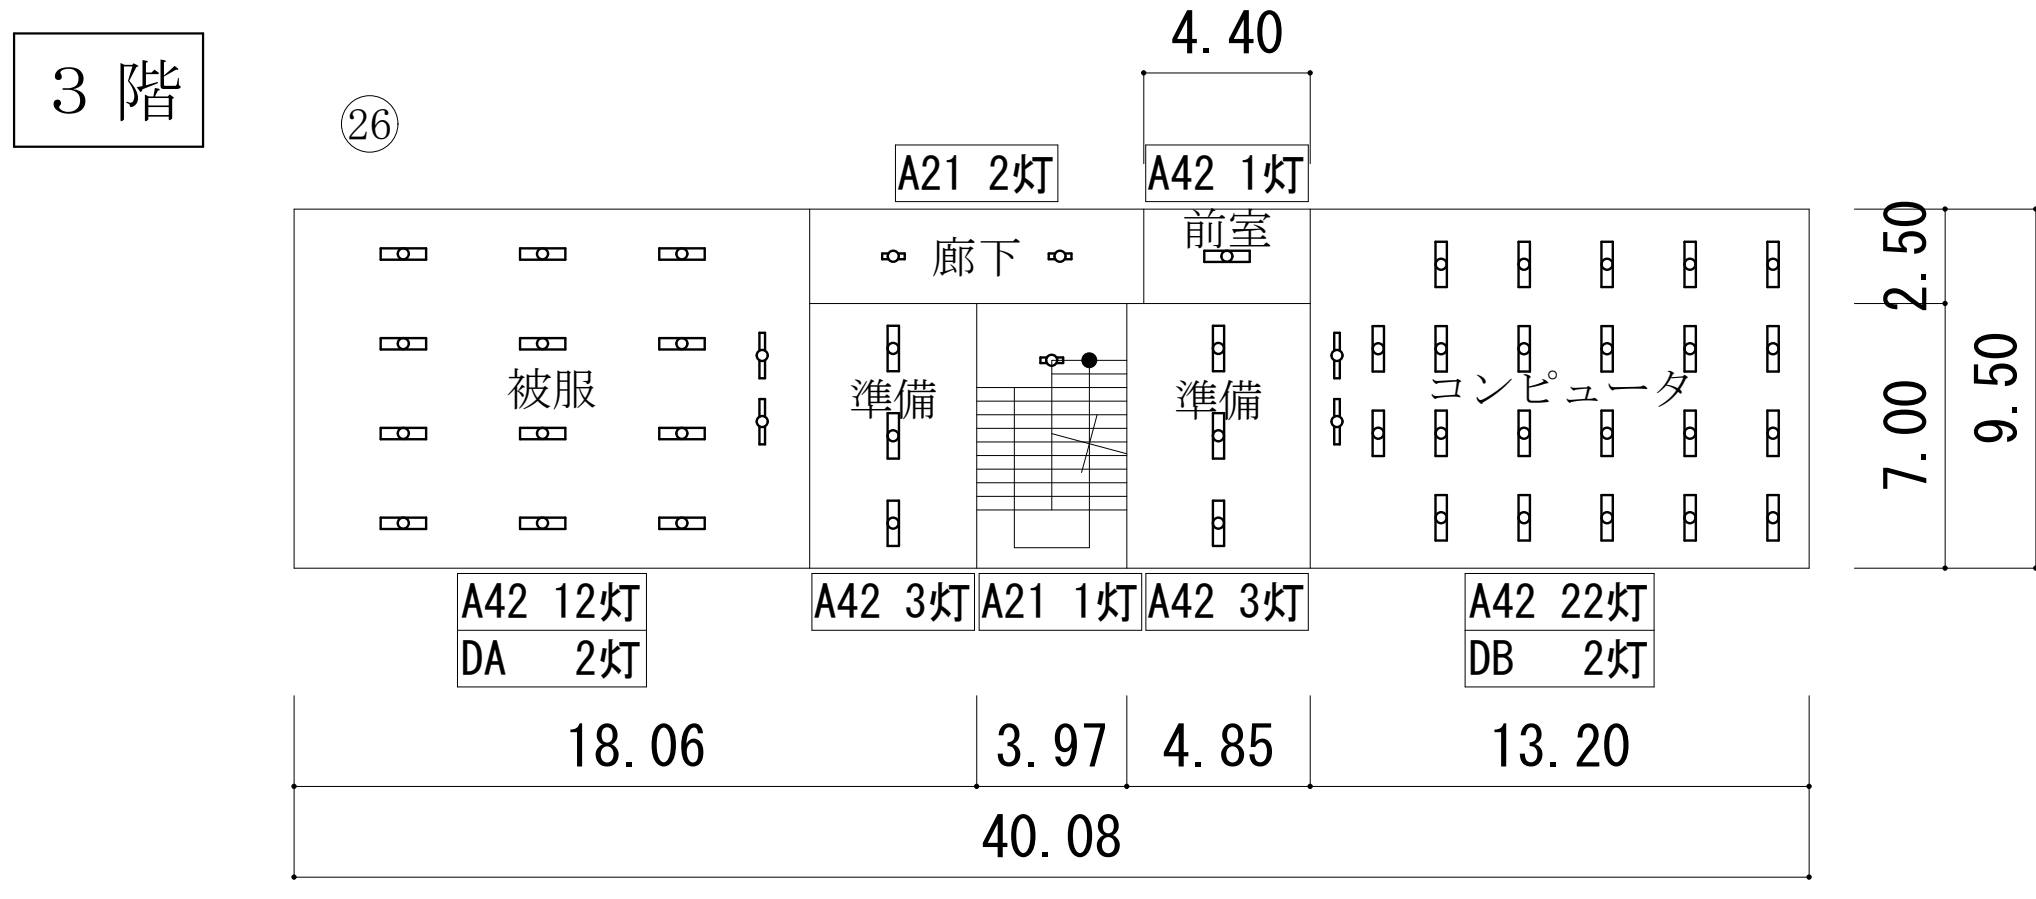 4.40
３階
㉖
A21 2灯
A42 1灯
前室
廊下
2.50
被服
準備
準備
コンピュータ
7.00
9.50
A42 12灯
DA 2灯
A42 3灯
A21 1灯
A42 3灯
A42 22灯
DB 2灯
18.06
3.97
4.85
13.20
40.08